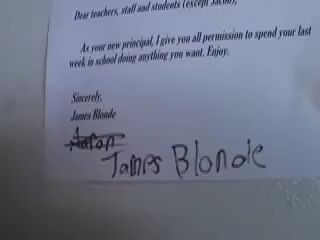 Dear teachers, staff and students (except Jacob),
As your new principal, I give you all permission to spend your last
week in school doing anything you want. Enjoy.
Sincerely,
James Blonde
Aaron
James Blonde